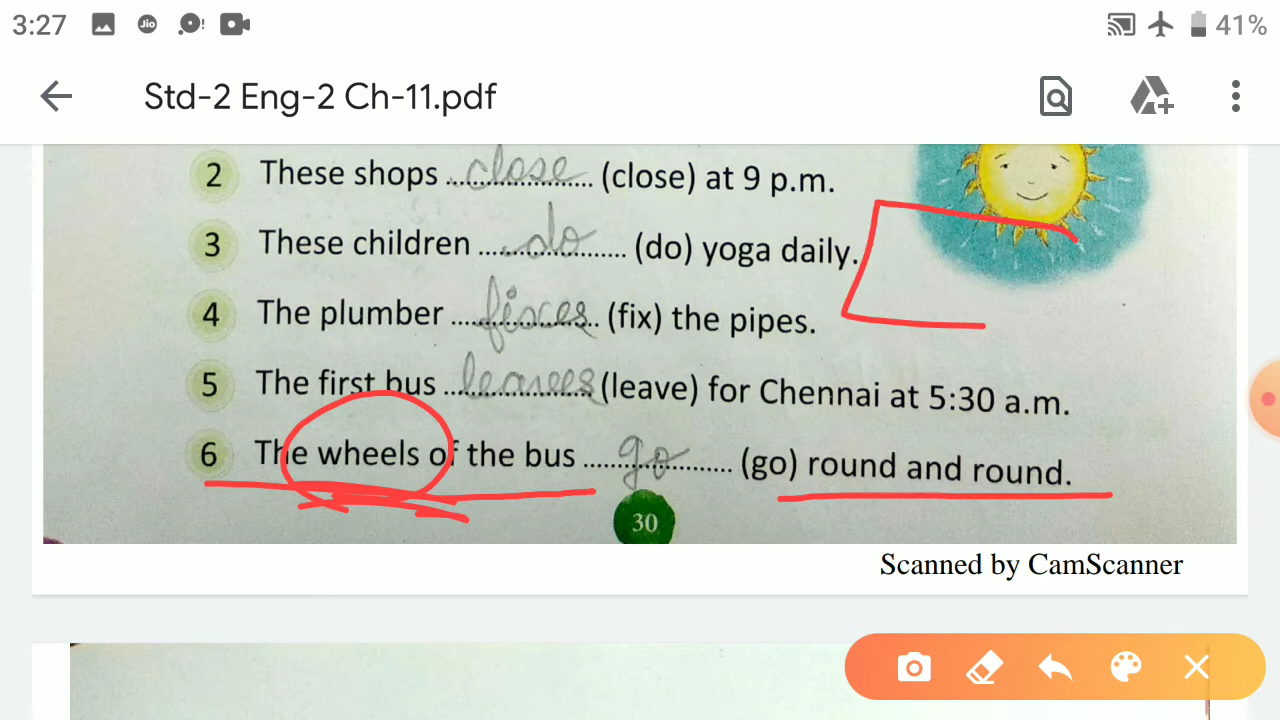 3:27 Jio 41%
Std-2 Eng-2 Ch-11.pdf
2 These shops ...close... (close) at 9 p.m.
3 These children ...do... (do) yoga daily.
4 The plumber ...fixes... (fix) the pipes.
5 The first bus ...leaves... (leave) for Chennai at 5:30 a.m.
6 The wheels of the bus ...go... (go) round and round.
30
Scanned by CamScanner